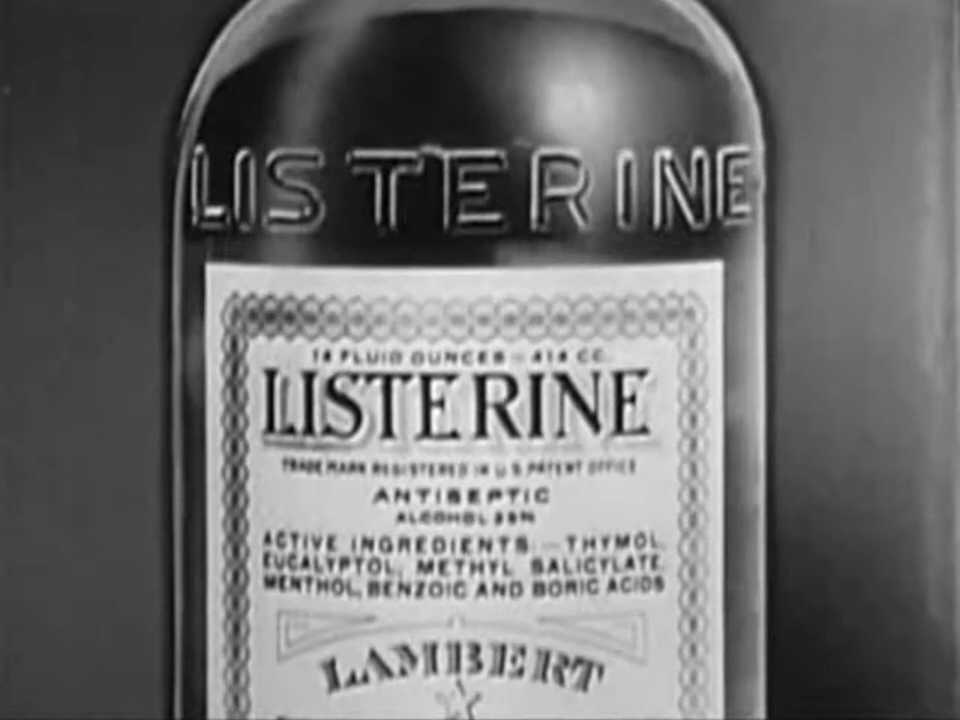 LISTERINE
14 FLUID OUNCES - 414 CC.
LISTERINE
TRADE MARK REGISTERED IN U.S. PATENT OFFICE
ANTISEPTIC
ALCOHOL 25%
ACTIVE INGREDIENTS - THYMOL,
EUCALYPTOL, METHYL SALICYLATE,
MENTHOL, BENZOIC AND BORIC ACIDS
LAMBERT